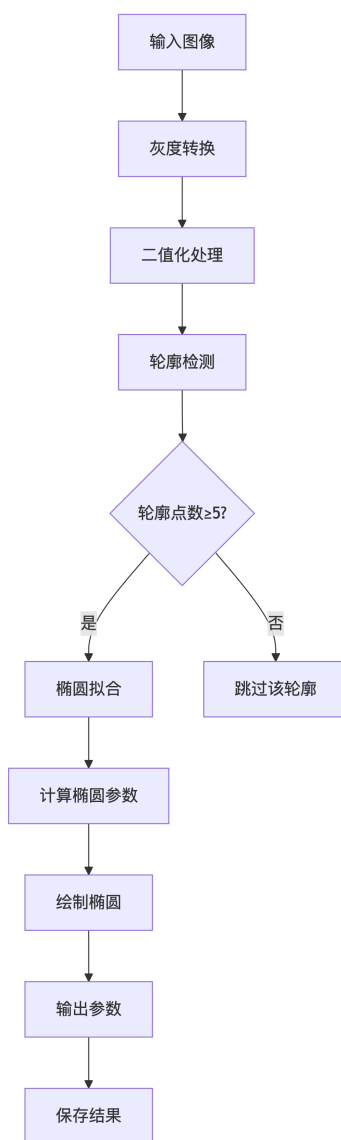 输入图像
灰度转换
二值化处理
轮廓检测
轮廓点数≥5?
是
否
椭圆拟合
跳过该轮廓
计算椭圆参数
绘制椭圆
输出参数
保存结果